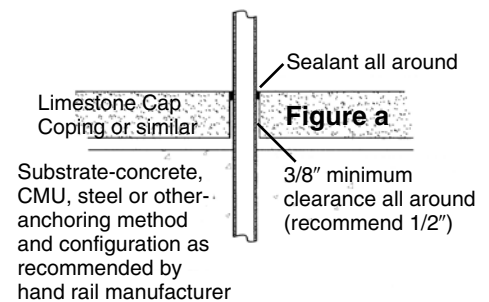 Sealant all around
Limestone Cap
Coping or similar
Figure a
Substrate-concrete,
CMU, steel or other-
anchoring method
and configuration as
recommended by
hand rail manufacturer
3/8″ minimum
clearance all around
(recommend 1/2″)